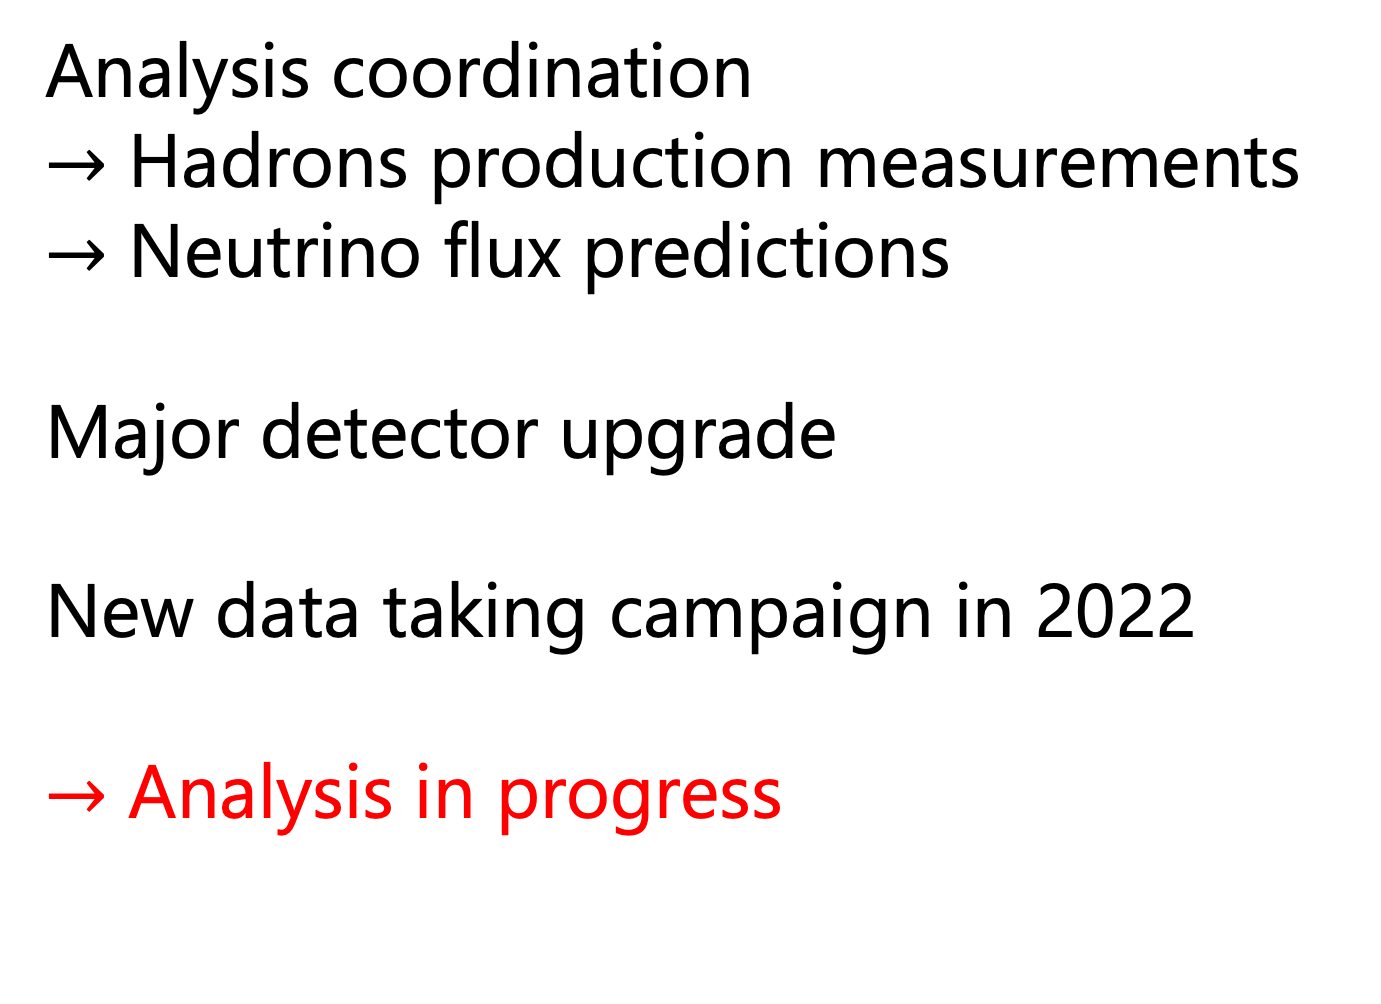 Analysis coordination
→ Hadrons production measurements
→ Neutrino flux predictions
Major detector upgrade
New data taking campaign in 2022
→ Analysis in progress